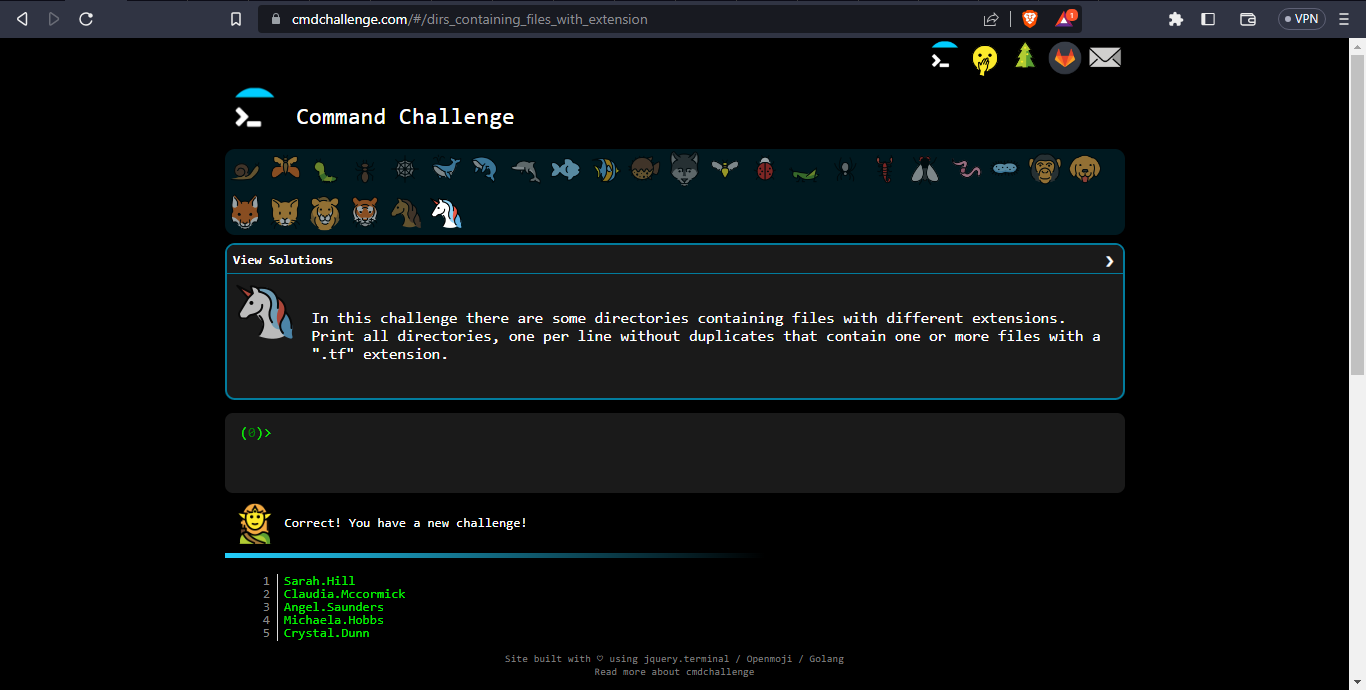 cmdchallenge.com/#/dirs_containing_files_with_extension
1
VPN
Command Challenge
View Solutions
In this challenge there are some directories containing files with different extensions.
Print all directories, one per line without duplicates that contain one or more files with a
".tf" extension.
(0)>
Correct! You have a new challenge!
1 Sarah.Hill
2 Claudia.Mccormick
3 Angel.Saunders
4 Michaela.Hobbs
5 Crystal.Dunn
Site built with ♡ using jquery.terminal / Openmoji / Golang
Read more about cmdchallenge